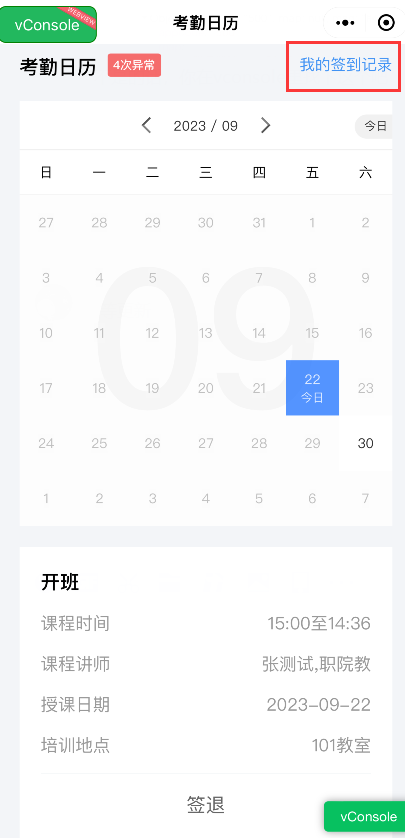 vConsole
WEBVIEW
考勤日历
考勤日历 4次异常 我的签到记录
2023 / 09 今日
日 一 二 三 四 五 六
27 28 29 30 31 1 2
3 4 5 6 7 8 9
09
10 11 12 13 14 15 16
17 18 19 20 21 22 23
今日
24 25 26 27 28 29 30
1 2 3 4 5 6 7
开班
课程时间 15:00至14:36
课程讲师 张测试,职院教
授课日期 2023-09-22
培训地点 101教室
签退
vConsole